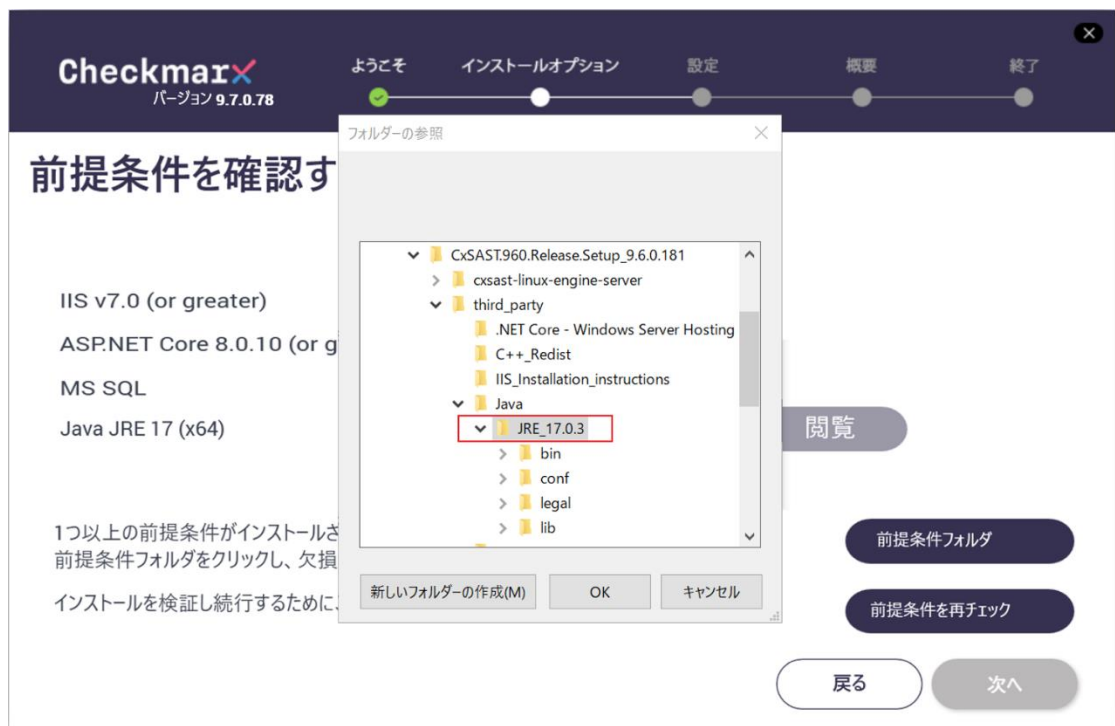 Checkmarx
バージョン 9.7.0.78
ようこそ
インストールオプション
設定
概要
終了
フォルダーの参照
前提条件を確認す
CxSAST.960.Release.Setup_9.6.0.181
cxsast-linux-engine-server
third_party
.NET Core - Windows Server Hosting
C++_Redist
IIS_Installation_instructions
Java
JRE_17.0.3
bin
conf
legal
lib
IIS v7.0 (or greater)
ASP.NET Core 8.0.10 (or g
MS SQL
Java JRE 17 (x64)
閲覧
1つ以上の前提条件がインストールさ
前提条件フォルダをクリックし、欠損
インストールを検証し続行するために
新しいフォルダーの作成(M)
OK
キャンセル
前提条件フォルダ
前提条件を再チェック
戻る
次へ